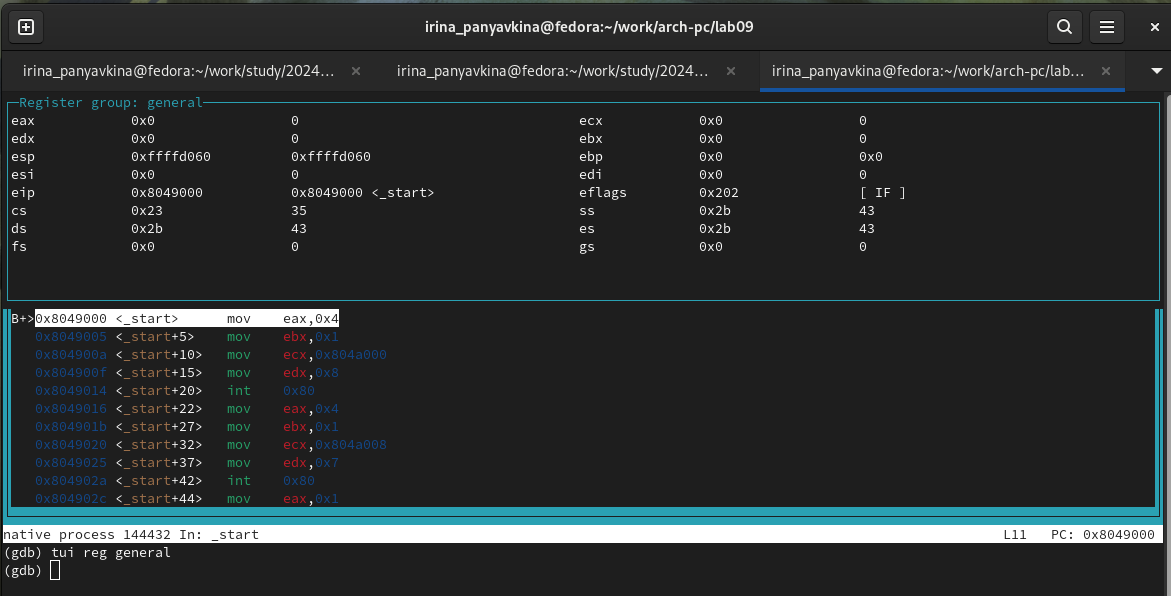 irina_panyavkina@fedora:~/work/arch-pc/lab09
irina_panyavkina@fedora:~/work/study/2024... irina_panyavkina@fedora:~/work/study/2024... irina_panyavkina@fedora:~/work/arch-pc/lab...
Register group: general
eax 0x0 0 ecx 0x0 0
edx 0x0 0 ebx 0x0 0
esp 0xffffd060 0xffffd060 ebp 0x0 0x0
esi 0x0 0 edi 0x0 0
eip 0x8049000 0x8049000 <_start> eflags 0x202 [ IF ]
cs 0x23 35 ss 0x2b 43
ds 0x2b 43 es 0x2b 43
fs 0x0 0 gs 0x0 0
B+>0x8049000 <_start> mov eax,0x4
0x8049005 <_start+5> mov ebx,0x1
0x804900a <_start+10> mov ecx,0x804a000
0x804900f <_start+15> mov edx,0x8
0x8049014 <_start+20> int 0x80
0x8049016 <_start+22> mov eax,0x4
0x804901b <_start+27> mov ebx,0x1
0x8049020 <_start+32> mov ecx,0x804a008
0x8049025 <_start+37> mov edx,0x7
0x804902a <_start+42> int 0x80
0x804902c <_start+44> mov eax,0x1
native process 144432 In: _start L11 PC: 0x8049000
(gdb) tui reg general
(gdb)